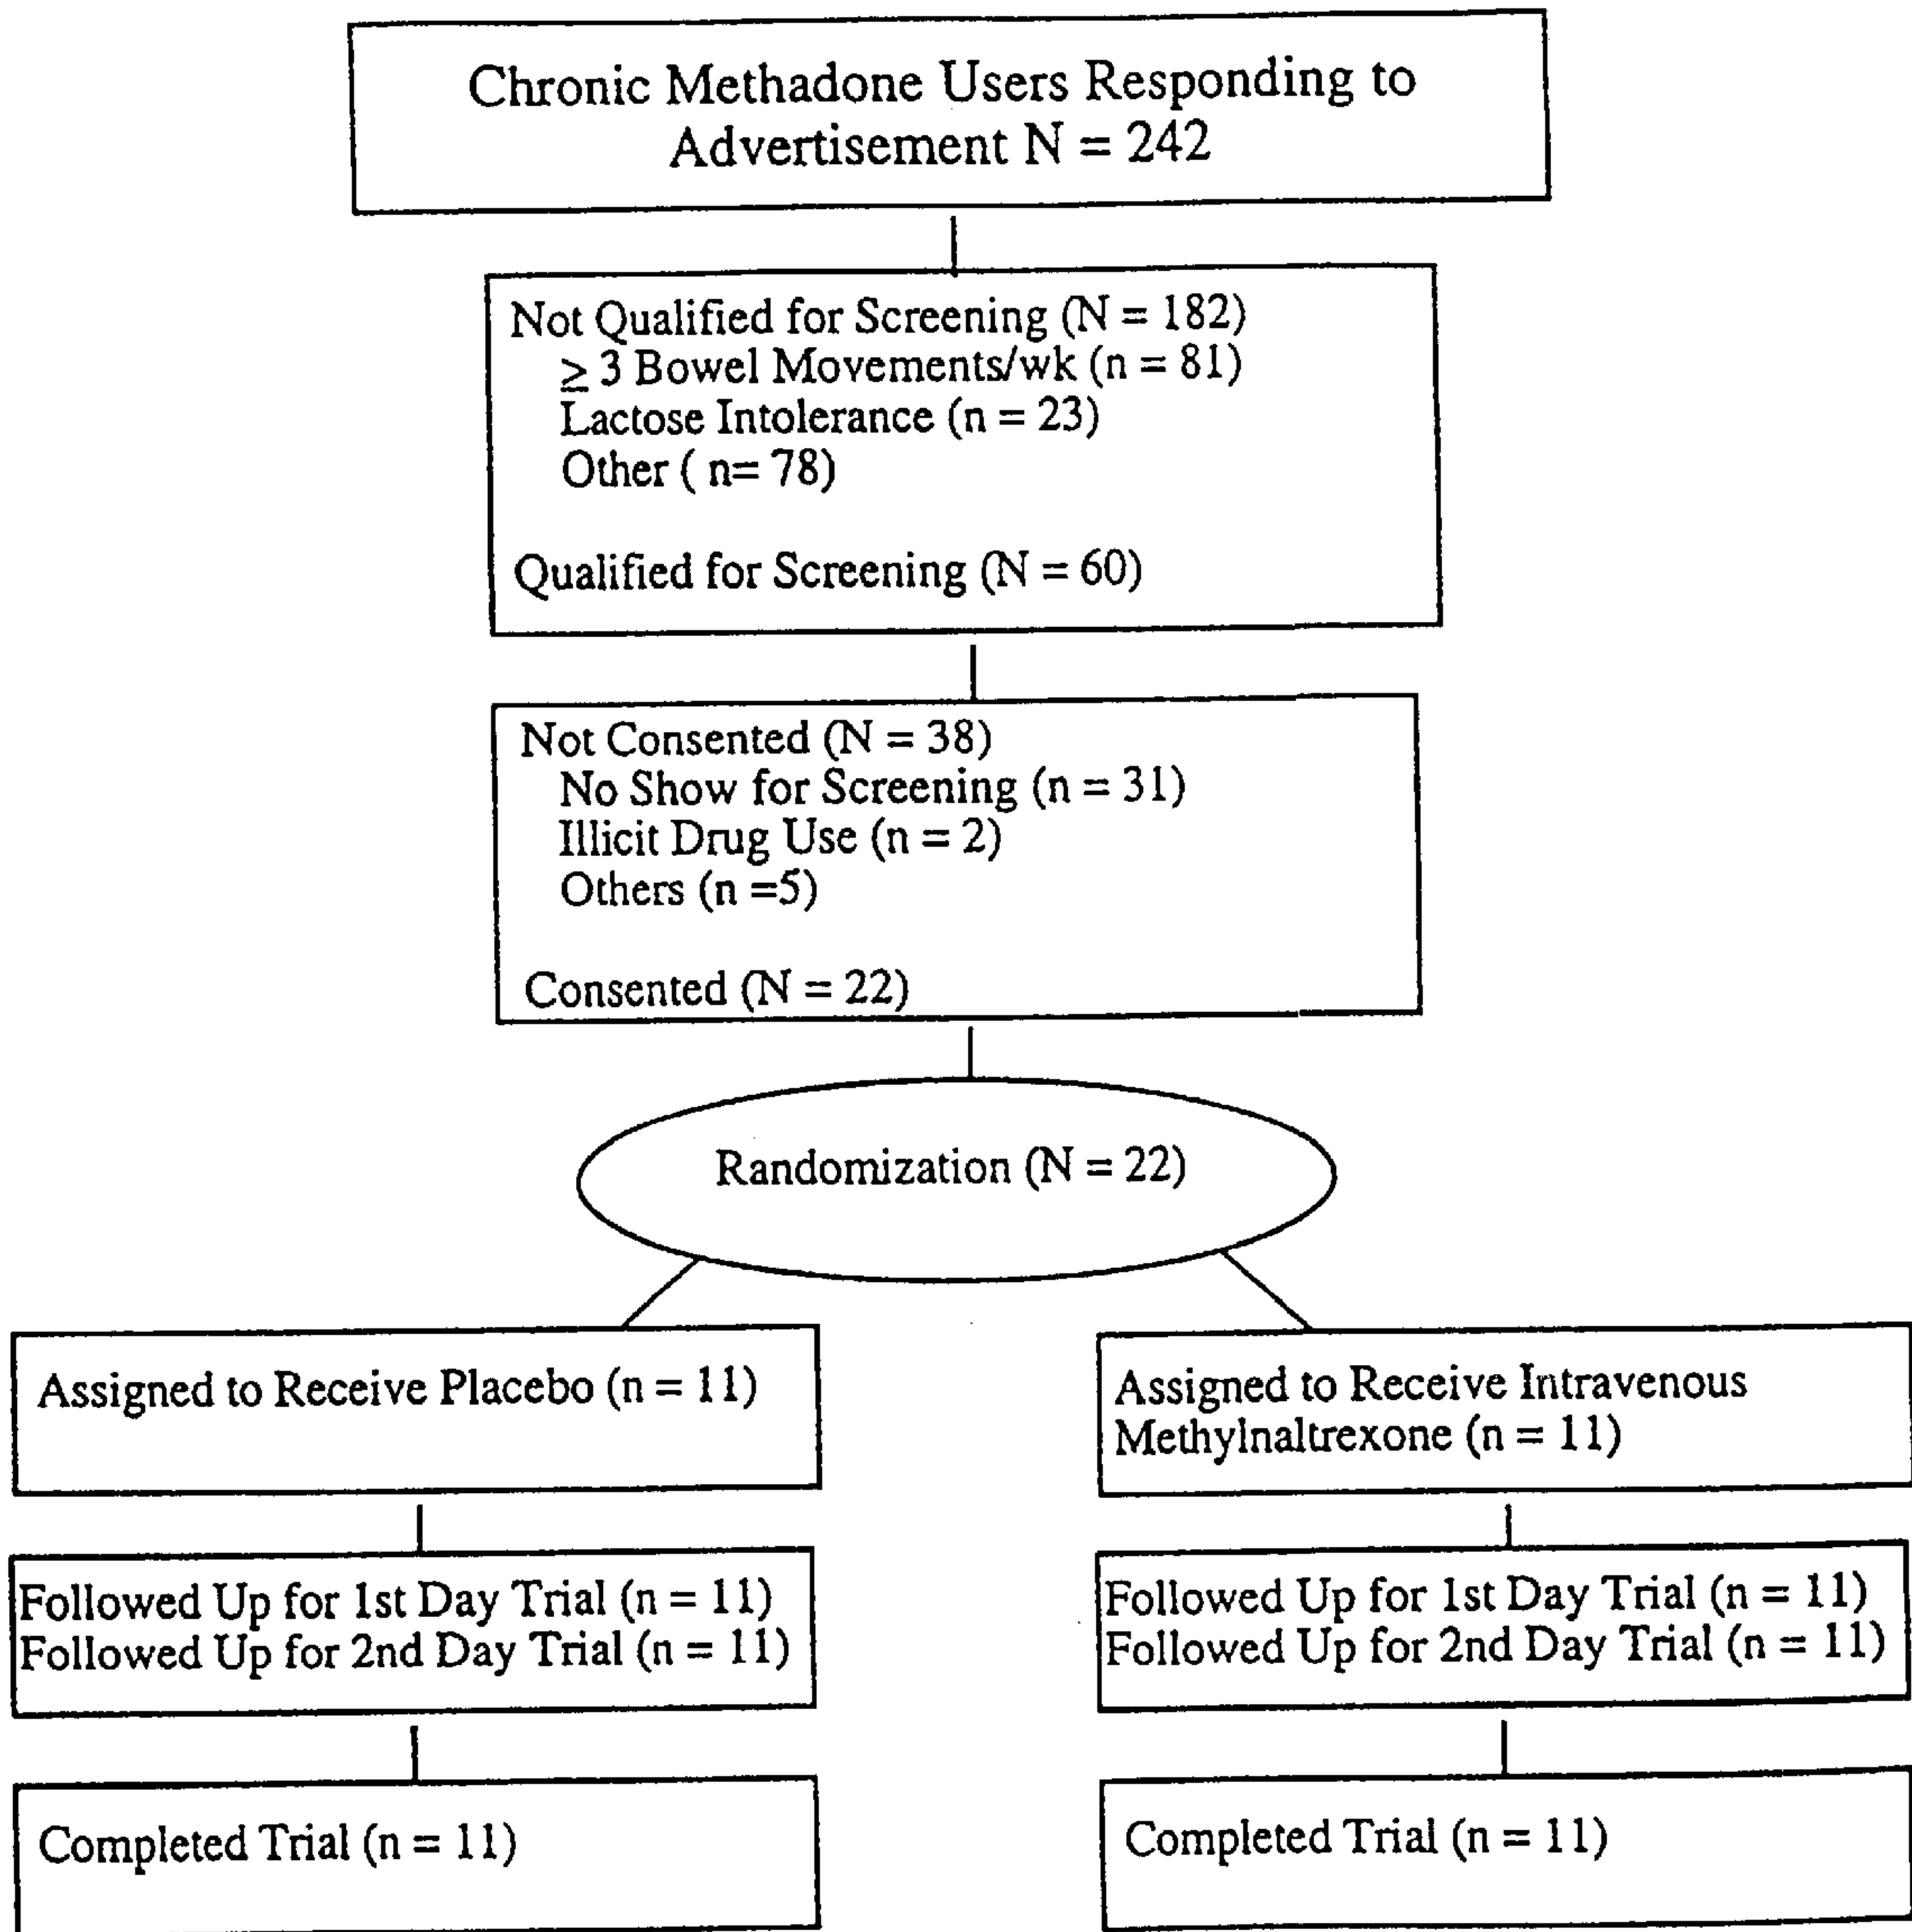 Chronic Methadone Users Responding to
Advertisement N = 242
Not Qualified for Screening (N = 182)
≥ 3 Bowel Movements/wk (n = 81)
Lactose Intolerance (n = 23)
Other ( n= 78)
Qualified for Screening (N = 60)
Not Consented (N = 38)
No Show for Screening (n = 31)
Illicit Drug Use (n = 2)
Others (n =5)
Consented (N = 22)
Randomization (N = 22)
Assigned to Receive Placebo (n = 11)
Followed Up for 1st Day Trial (n = 11)
Followed Up for 2nd Day Trial (n = 11)
Completed Trial (n = 11)
Assigned to Receive Intravenous
Methylnaltrexone (n = 11)
Followed Up for 1st Day Trial (n = 11)
Followed Up for 2nd Day Trial (n = 11)
Completed Trial (n = 11)